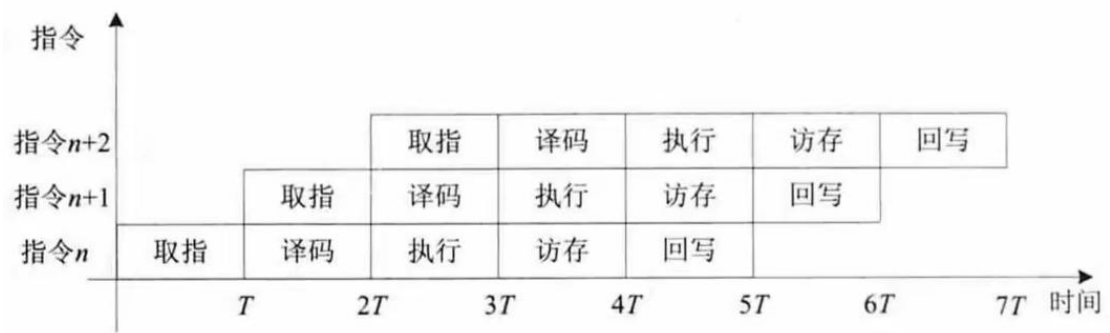 指令
指令n+2 取指 译码 执行 访存 回写
指令n+1 取指 译码 执行 访存 回写
指令n 取指 译码 执行 访存 回写
T 2T 3T 4T 5T 6T 7T 时间